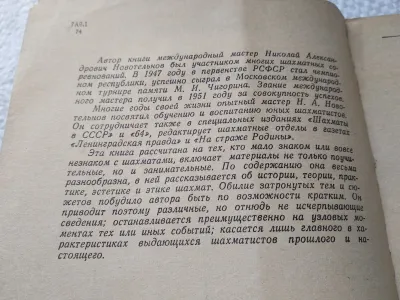 7А9.1
74
Автор книги международный мастер Николай Алексан-
дрович Новотельнов был участником многих шахматных со-
ревнований. В 1947 году в первенстве РСФСР стал чемпио-
ном республики, успешно сыграл в Московском международ-
ном турнире памяти М. И. Чигорина. Звание международ-
ного мастера получил в 1951 году за совокупность успехов.
Многие годы своей жизни опытный мастер Н. А. Ново-
тельнов посвятил обучению и воспитанию юных шахматистов.
Он сотрудничает также в специальных изданиях «Шахматы
в СССР» и «64», редактирует шахматные отделы в газетах
«Ленинградская правда» и «На страже Родины».
Эта книга рассчитана на тех, кто мало знаком или вовсе
незнаком с шахматами, включает материалы не только поучи-
тельные, но и занимательные. По содержанию она весьма
разнообразна, в ней рассказывается об истории, теории, прак-
тике, эстетике и этике шахмат. Обилие затронутых тем и сю-
жетов побудило автора быть по возможности кратким. Он
приводит поэтому различные, но отнюдь не исчерпывающие
сведения; останавливается преимущественно на узловых мо-
ментах тех или иных событий; касается лишь главного в ха-
рактеристиках выдающихся шахматистов прошлого и на-
стоящего.